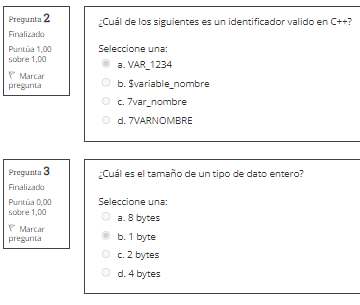 Pregunta 2
Finalizado
Puntúa 1,00
sobre 1,00
Marcar
pregunta
¿Cuál de los siguientes es un identificador valido en C++?
Seleccione una:
a. VAR_1234
b. $variable_nombre
c. 7var_nombre
d. 7VARNOMBRE
Pregunta 3
Finalizado
Puntúa 0,00
sobre 1,00
Marcar
pregunta
¿Cuál es el tamaño de un tipo de dato entero?
Seleccione una:
a. 8 bytes
b. 1 byte
c. 2 bytes
d. 4 bytes